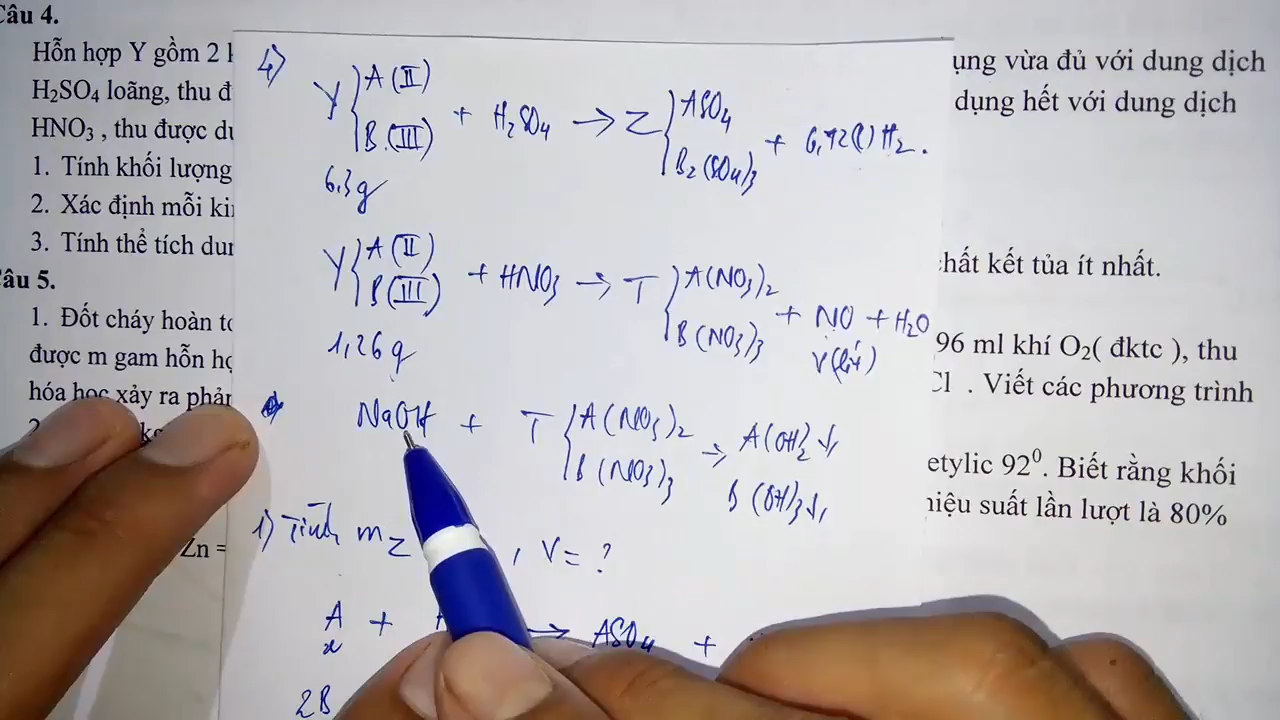 Câu 4.
Hỗn hợp Y gồm 2 k
ụng vừa đủ với dung dịch
H₂SO₄ loãng, thu đ
dụng hết với dung dịch
HNO₃ , thu được du
1. Tính khối lượng
2. Xác định mỗi ki
3. Tính thể tích dun
chất kết tủa ít nhất.
Câu 5.
1. Đốt cháy hoàn to
96 ml khí O₂( đktc ), thu
được m gam hỗn hợ
Cl . Viết các phương trình
hóa học xảy ra phản
etylic 92⁰. Biết rằng khối
hiệu suất lần lượt là 80%
Zn =
4)
Y { A (II) B (III) + H₂SO₄ → Z { ASO₄ B₂(SO₄)₃ + 6,72(l) H₂.
6,3g
Y { A (II) B (III) + HNO₃ → T { A(NO₃)₂ B(NO₃)₃ + NO + H₂O
1,26g V(lít)
NaOH + T { A(NO₃)₂ B(NO₃)₃ → A(OH)₂↓ B(OH)₃↓
1) Tính m_Z , V = ?
A + → ASO₄ +
x
2B